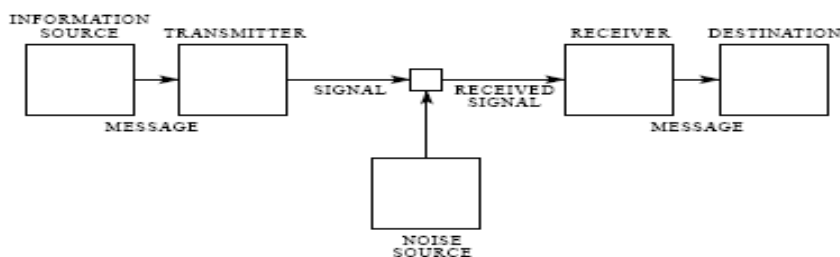 INFORMATION
SOURCE
TRANSMITTER
RECEIVER
DESTINATION
SIGNAL
RECEIVED
SIGNAL
MESSAGE
MESSAGE
NOISE
SOURCE